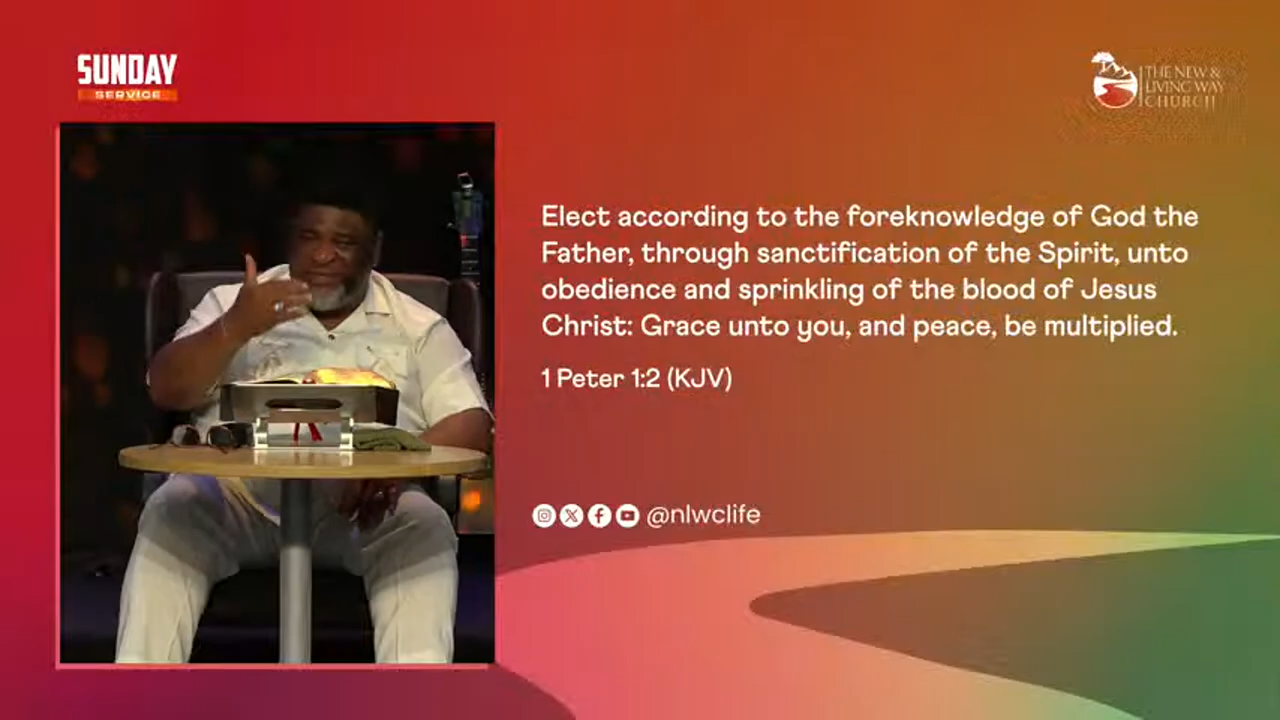 SUNDAY
SERVICE
THE NEW &
LIVING WAY
CHURCH
Elect according to the foreknowledge of God the
Father, through sanctification of the Spirit, unto
obedience and sprinkling of the blood of Jesus
Christ: Grace unto you, and peace, be multiplied.
1 Peter 1:2 (KJV)
@nlwclife